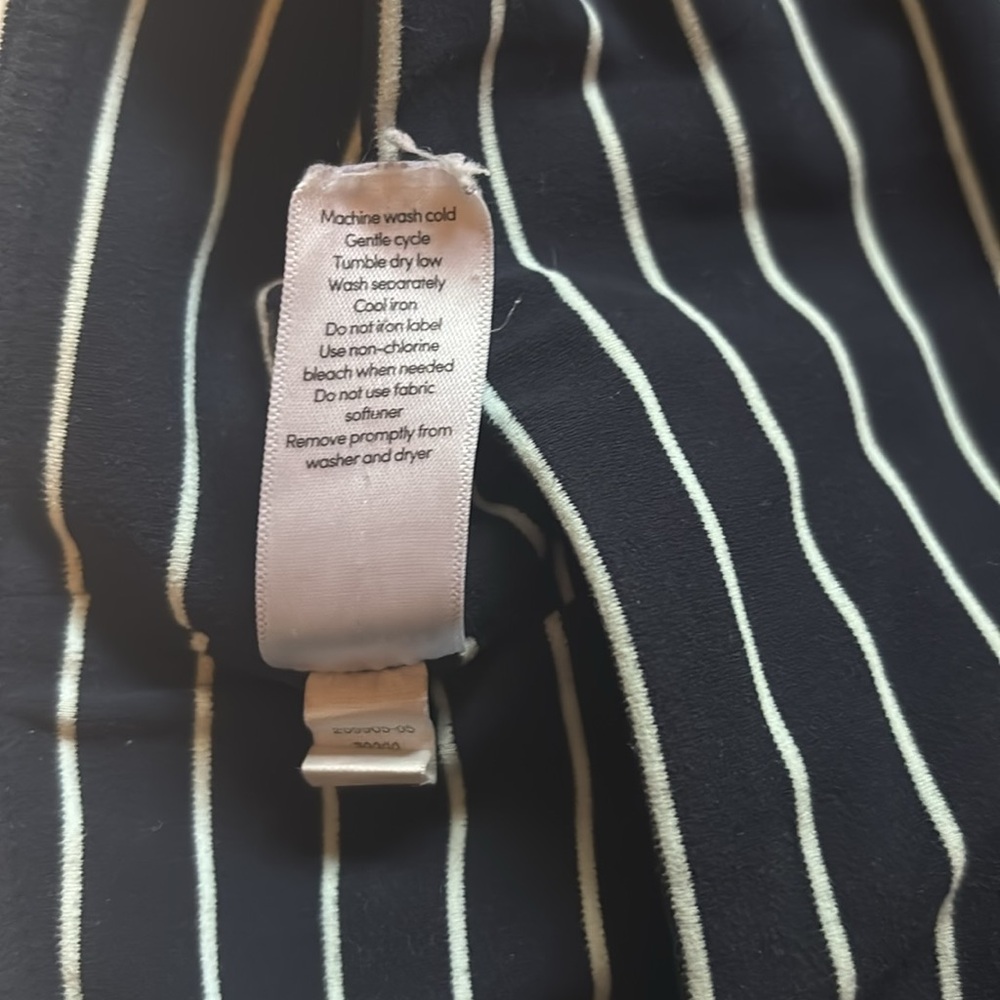 Machine wash cold
Gentle cycle
Tumble dry low
Wash separately
Cool iron
Do not iron label
Use non-chlorine
bleach when needed
Do not use fabric
softuner
Remove promptly from
washer and dryer